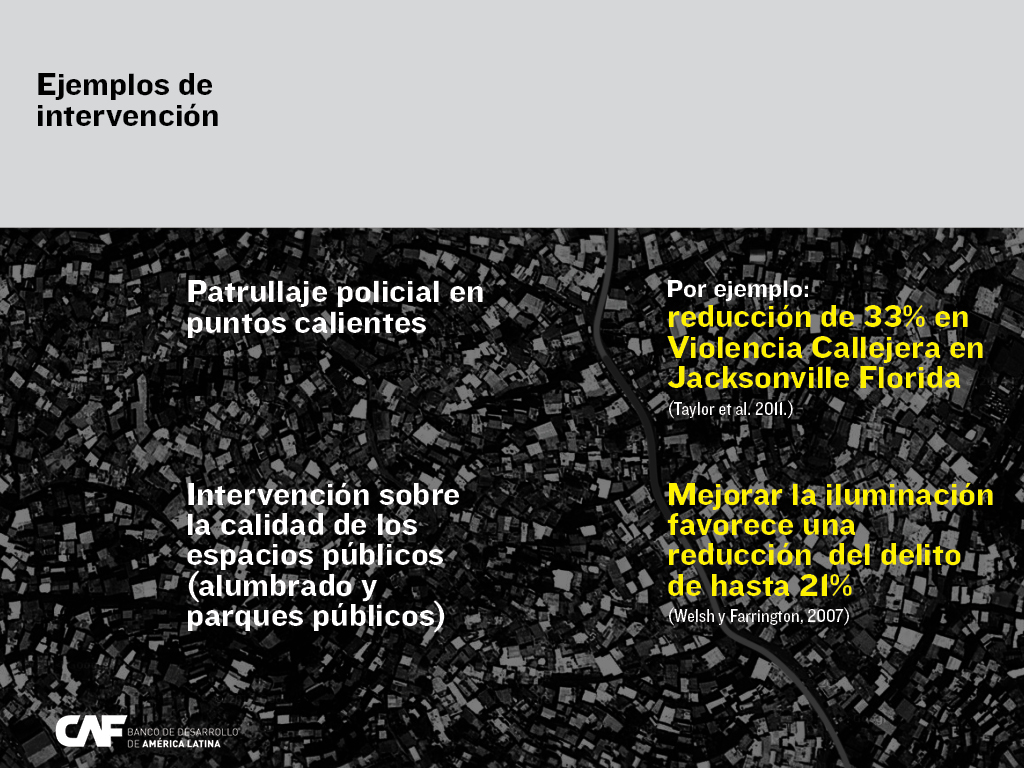 Ejemplos de
intervención
Patrullaje policial en
puntos calientes
Por ejemplo:
reducción de 33% en
Violencia Callejera en
Jacksonville Florida
(Taylor et al. 2011.)
Intervención sobre
la calidad de los
espacios públicos
(alumbrado y
parques públicos)
Mejorar la iluminación
favorece una
reducción  del delito
de hasta 21%
(Welsh y Farrington, 2007)
CAF
BANCO DE DESARROLLO
DE AMÉRICA LATINA